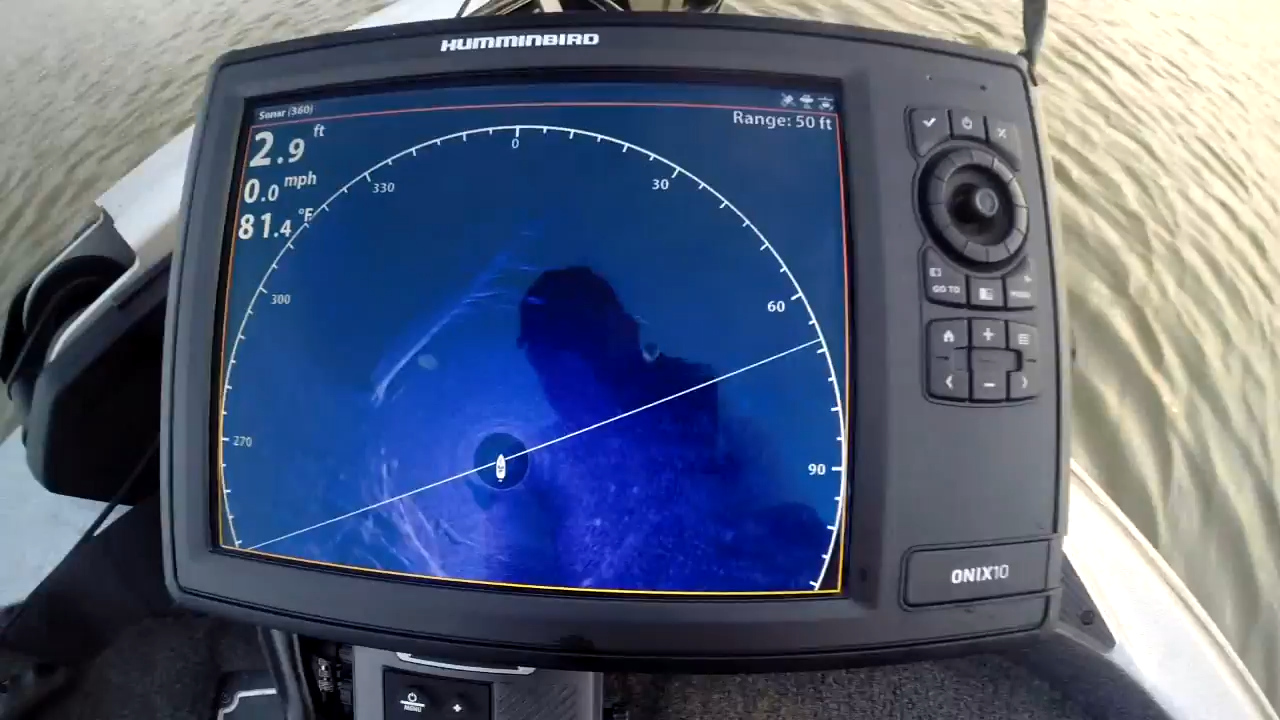 HUMMINBIRD
Sonar (360)
Range: 50 ft
2.9 ft
0.0 mph
81.4 °F
0
330
30
300
60
270
90
GO TO
ONIX10
MENU